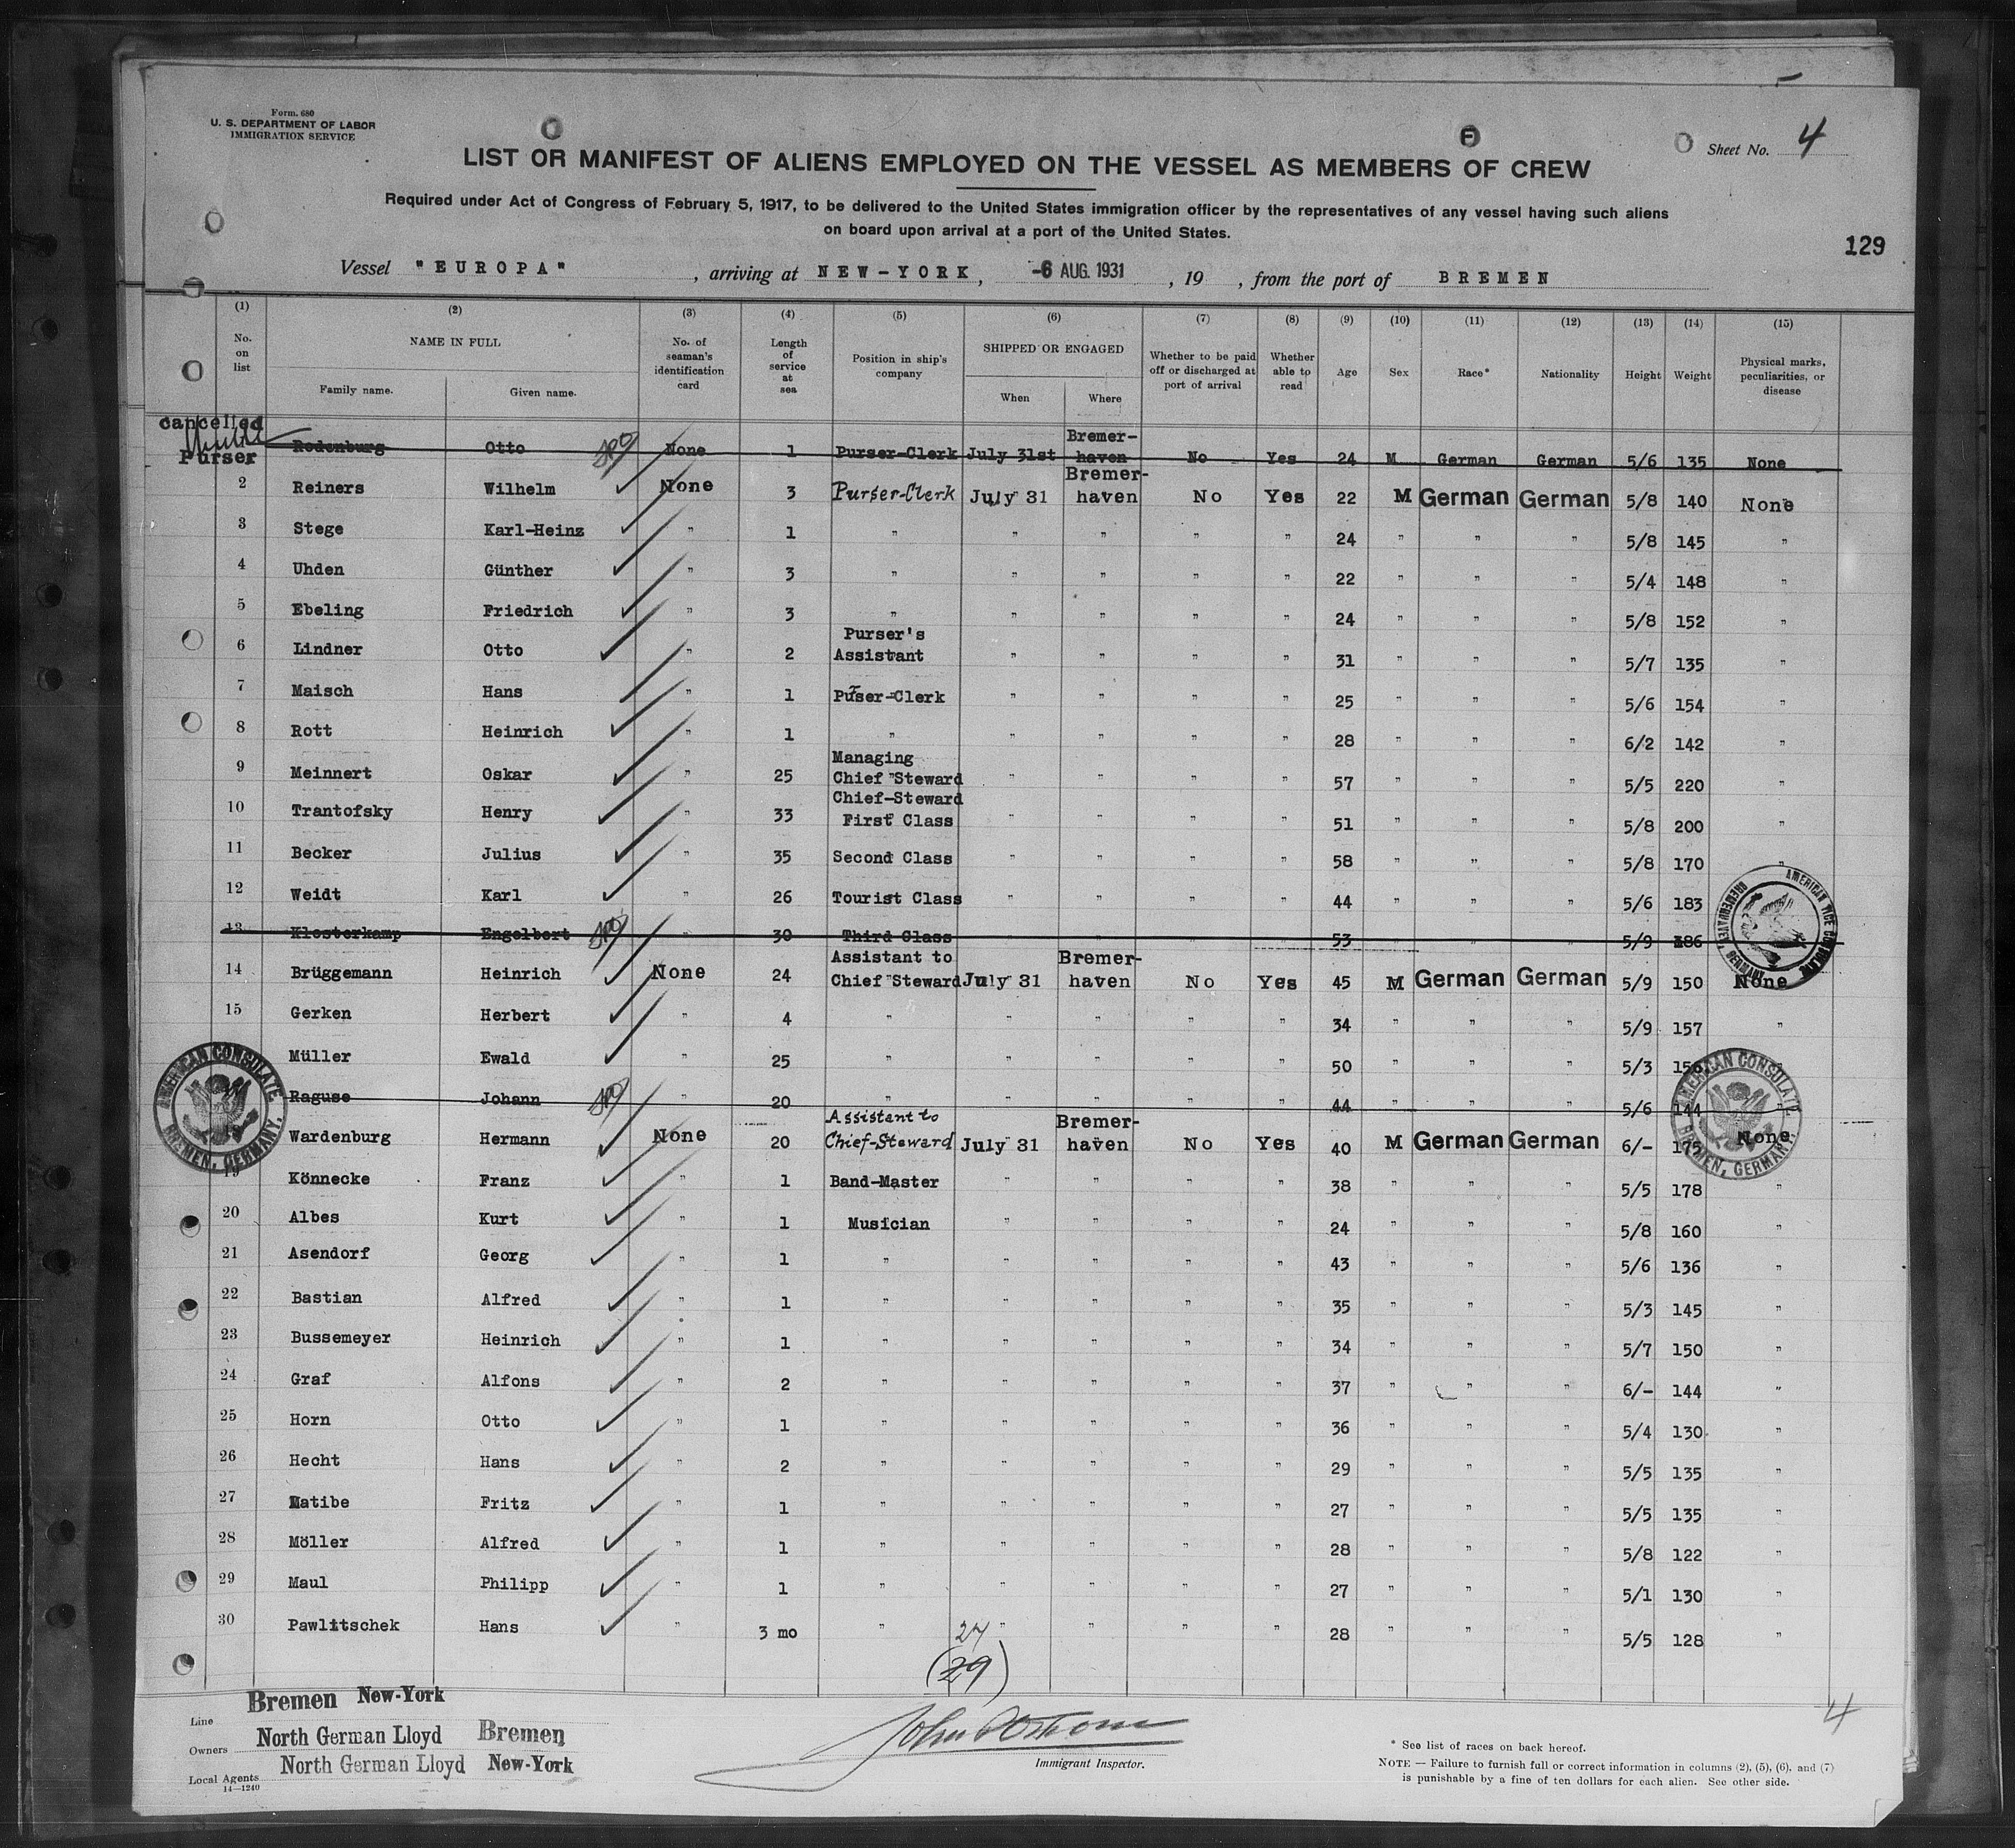 Form. 680
U. S. DEPARTMENT OF LABOR
IMMIGRATION SERVICE
Sheet No. 4
LIST OR MANIFEST OF ALIENS EMPLOYED ON THE VESSEL AS MEMBERS OF CREW
Required under Act of Congress of February 5, 1917, to be delivered to the United States immigration officer by the representatives of any vessel having such aliens
on board upon arrival at a port of the United States.
129
Vessel "EUROPA", arriving at NEW-YORK, -6 AUG. 1931, 19 , from the port of BREMEN
(1) (2) (3) (4) (5) (6) (7) (8) (9) (10) (11) (12) (13) (14) (15)
No. on list
NAME IN FULL
Family name. Given name.
No. of seaman's identification card
Length of service at sea
Position in ship's company
SHIPPED OR ENGAGED
When Where
Whether to be paid off or discharged at port of arrival
Whether able to read
Age Sex Race* Nationality Height Weight
Physical marks, peculiarities, or disease
cancelled
Purser
Rodenburg Otto None 1 Purser-Clerk July 31st Bremer-haven No Yes 24 M German German 5/6 135 None
2 Reiners Wilhelm None 3 Purser-Clerk July 31 Bremer-haven No Yes 22 M German German 5/8 140 None
3 Stege Karl-Heinz " 1 " " " " " 24 " " " 5/8 145 "
4 Uhden Günther " 3 " " " " " 22 " " " 5/4 148 "
5 Ebeling Friedrich " 3 " " " " " 24 " " " 5/8 152 "
6 Lindner Otto " 2 Purser's Assistant " " " " 31 " " " 5/7 135 "
7 Maisch Hans " 1 Purser-Clerk " " " " 25 " " " 5/6 154 "
8 Rott Heinrich " 1 " " " " " 28 " " " 6/2 142 "
9 Meinnert Oskar " 25 Managing Chief Steward " " " " 57 " " " 5/5 220 "
10 Trantofsky Henry " 33 Chief-Steward First Class " " " " 51 " " " 5/8 200 "
11 Becker Julius " 35 Second Class " " " " 58 " " " 5/8 170 "
12 Weidt Karl " 26 Tourist Class " " " " 44 " " " 5/6 183
13 Klosterkamp Engelbert " 30 Third Class " " " " 53 " " " 5/9 186
14 Brüggemann Heinrich None 24 Assistant to Chief Steward July 31 Bremer-haven No Yes 45 M German German 5/9 150 None
15 Gerken Herbert " 4 " " " " " 34 " " " 5/9 157 "
Müller Ewald " 25 " " " " " 50 " " " 5/3
Raguse Johann " 20 " " " " " 44 " " " 5/6 144 "
18 Wardenburg Hermann None 20 Assistant to Chief-Steward July 31 Bremer-haven No Yes 40 M German German 6/- 175 None
19 Könnecke Franz " 1 Band-Master " " " " 38 " " " 5/5 178 "
20 Albes Kurt " 1 Musician " " " " 24 " " " 5/8 160 "
21 Asendorf Georg " 1 " " " " " 43 " " " 5/6 136 "
22 Bastian Alfred " 1 " " " " " 35 " " " 5/3 145 "
23 Bussemeyer Heinrich " 1 " " " " " 34 " " " 5/7 150 "
24 Graf Alfons " 2 " " " " " 37 " " " 6/- 144 "
25 Horn Otto " 1 " " " " " 36 " " " 5/4 130 "
26 Hecht Hans " 2 " " " " " 29 " " " 5/5 135 "
27 Matibe Fritz " 1 " " " " " 27 " " " 5/5 135 "
28 Möller Alfred " 1 " " " " " 28 " " " 5/8 122 "
29 Maul Philipp " 1 " " " " " 27 " " " 5/1 130 "
30 Pawlitschek Hans " 3 mo " " " " " 28 " " " 5/5 128 "
AMERICAN VICE CONSULATE BREMERHAVEN, GERMANY
AMERICAN CONSULATE BREMEN, GERMANY.
AMERICAN CONSULATE BREMEN, GERMANY.
24
(29)
4
Line Bremen New-York
Owners North German Lloyd Bremen
Local Agents North German Lloyd New-York
14-1240
Immigrant Inspector.
* See list of races on back hereof.
NOTE — Failure to furnish full or correct information in columns (2), (5), (6), and (7)
is punishable by a fine of ten dollars for each alien. See other side.